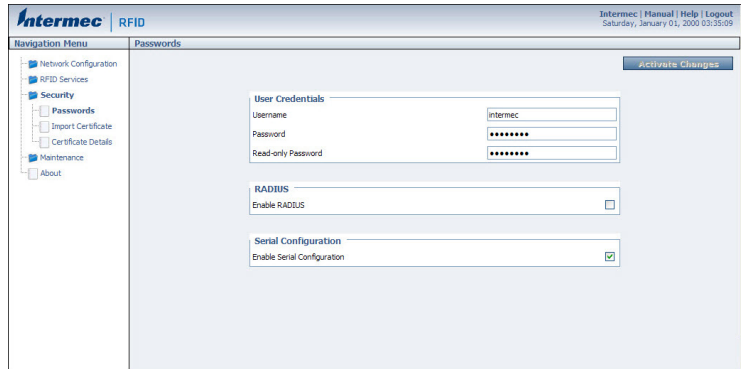 Intermec | RFID
Intermec | Manual | Help | Logout
Saturday, January 01, 2000 03:35:09
Navigation Menu
Passwords
Network Configuration
RFID Services
Security
Passwords
Import Certificate
Certificate Details
Maintenance
About
Activate Changes
User Credentials
Username
intermec
Password
••••••••
Read-only Password
••••••••
RADIUS
Enable RADIUS
Serial Configuration
Enable Serial Configuration